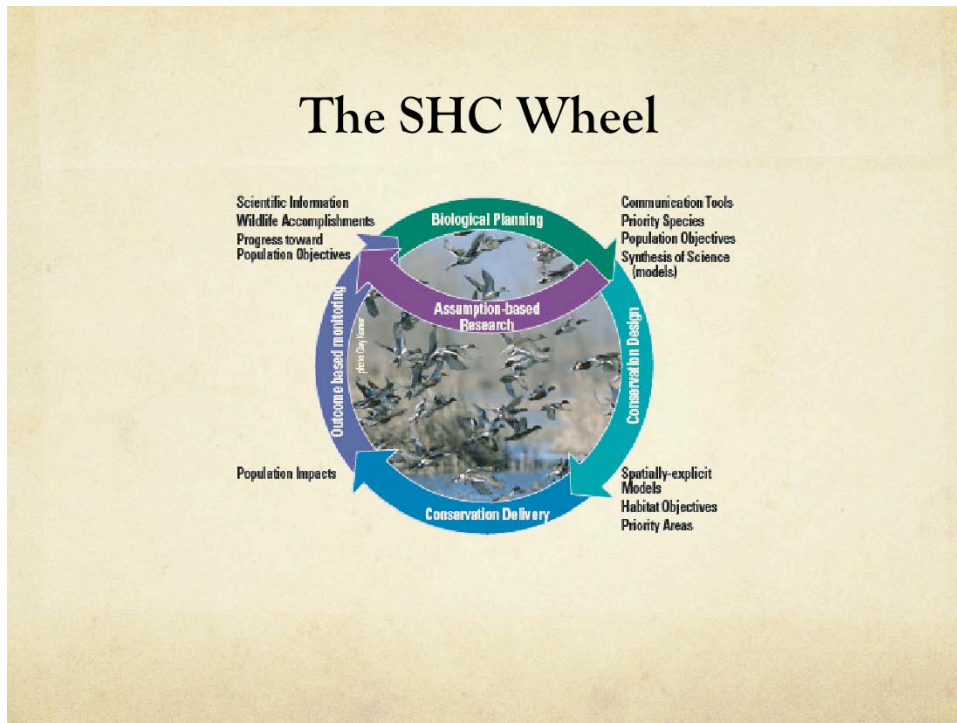 The SHC Wheel
Scientific Information
Wildlife Accomplishments
Progress toward
Population Objectives
Biological Planning
Communication Tools
Priority Species
Population Objectives
Synthesis of Science
(models)
Assumption-based
Research
Outcome based monitoring
photo
Conservation Design
Population Impacts
Conservation Delivery
Spatially-explicit
Models
Habitat Objectives
Priority Areas